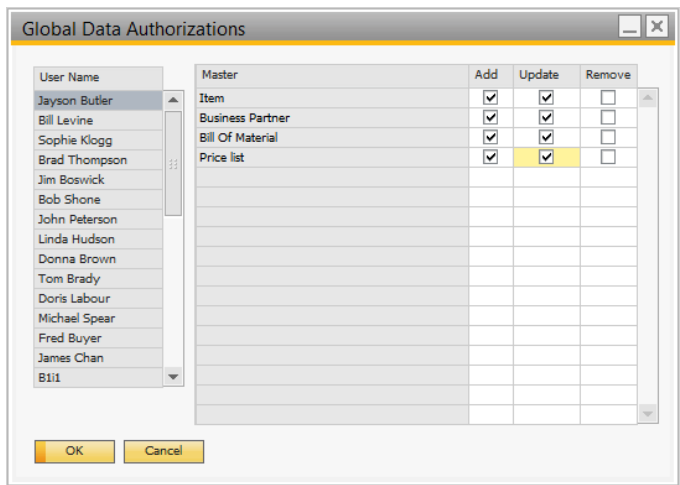 Global Data Authorizations
User Name
Jayson Butler
Bill Levine
Sophie Klogg
Brad Thompson
Jim Boswick
Bob Shone
John Peterson
Linda Hudson
Donna Brown
Tom Brady
Doris Labour
Michael Spear
Fred Buyer
James Chan
B1i1
Master Add Update Remove
Item
Business Partner
Bill Of Material
Price list
OK Cancel